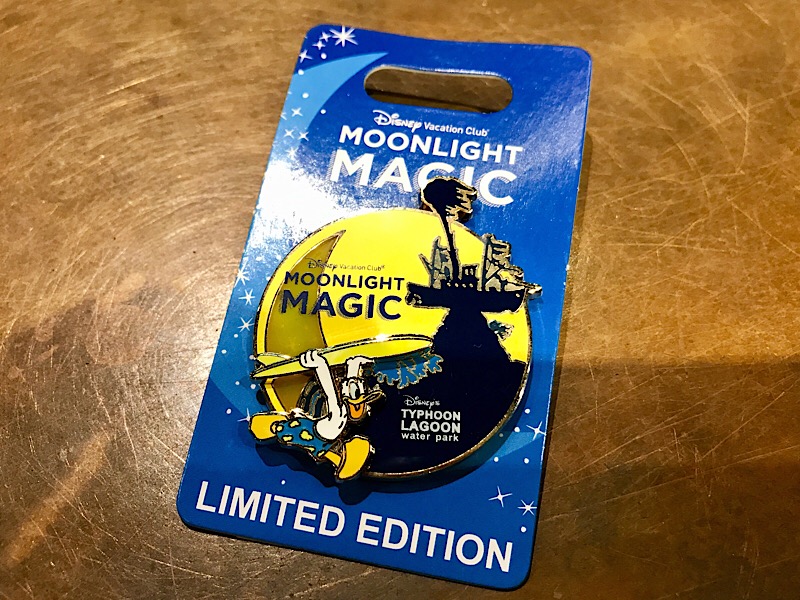 Disney Vacation Club®
MOONLIGHT
MAGIC
Disney Vacation Club®
MOONLIGHT
MAGIC
Disney's
TYPHOON
LAGOON
water park
LIMITED EDITION